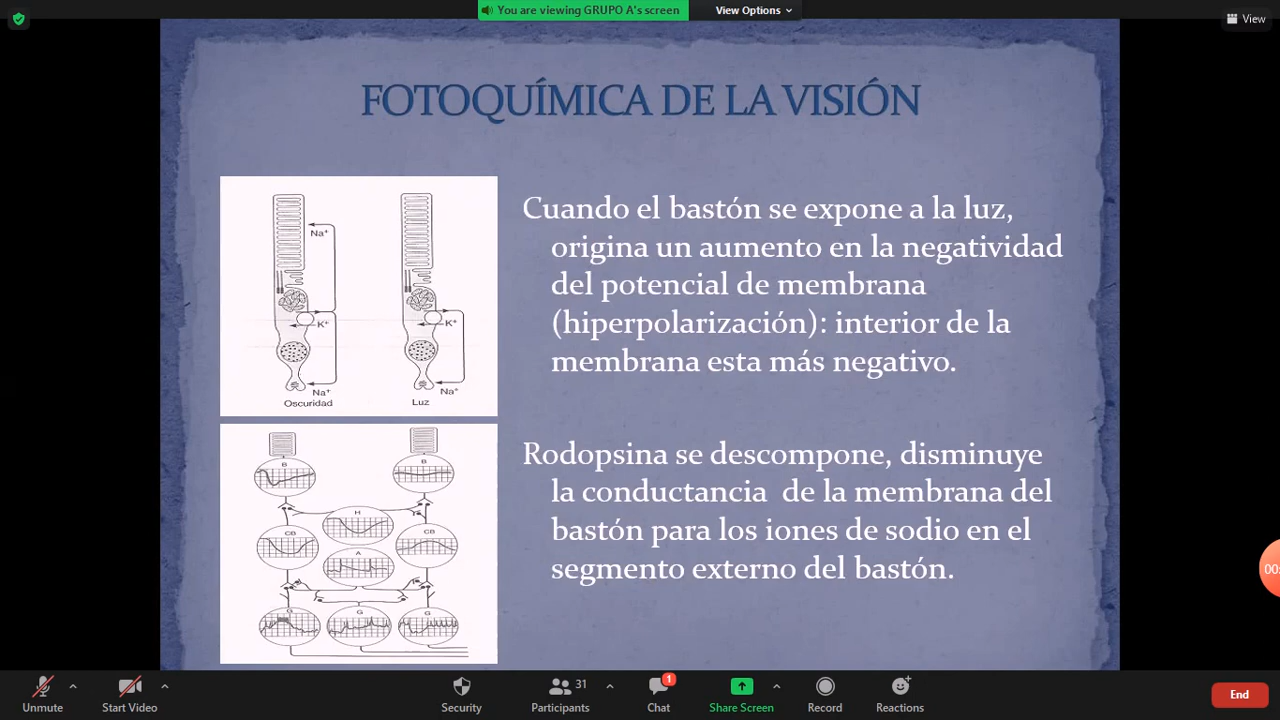 You are viewing GRUPO A's screen
View Options
View
FOTOQUÍMICA DE LA VISIÓN
Na⁺
K⁺
Na⁺
Oscuridad
K⁺
Na⁺
Luz
Cuando el bastón se expone a la luz,
origina un aumento en la negatividad
del potencial de membrana
(hiperpolarización): interior de la
membrana esta más negativo.
B
B
H
CB
CB
A
G
G
G
Rodopsina se descompone, disminuye
la conductancia de la membrana del
bastón para los iones de sodio en el
segmento externo del bastón.
00:
Unmute
Start Video
Security
31
Participants
1
Chat
Share Screen
Record
Reactions
End